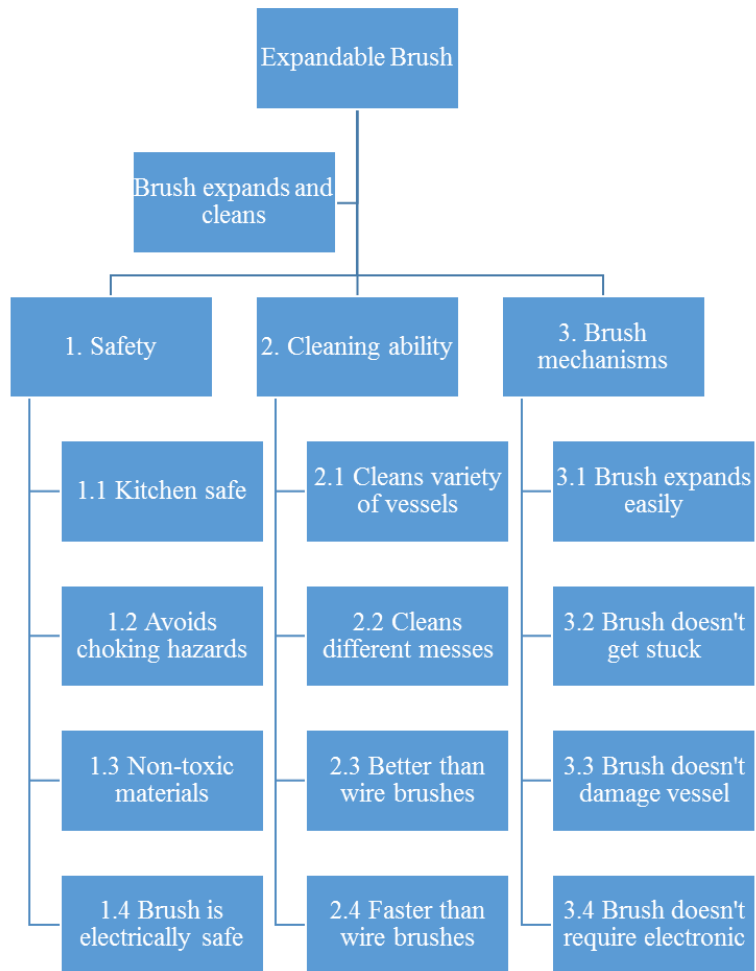 Expandable Brush
Brush expands and
cleans
1. Safety
2. Cleaning ability
3. Brush
mechanisms
1.1 Kitchen safe
2.1 Cleans variety
of vessels
3.1 Brush expands
easily
1.2 Avoids
choking hazards
2.2 Cleans
different messes
3.2 Brush doesn't
get stuck
1.3 Non-toxic
materials
2.3 Better than
wire brushes
3.3 Brush doesn't
damage vessel
1.4 Brush is
electrically safe
2.4 Faster than
wire brushes
3.4 Brush doesn't
require electronic